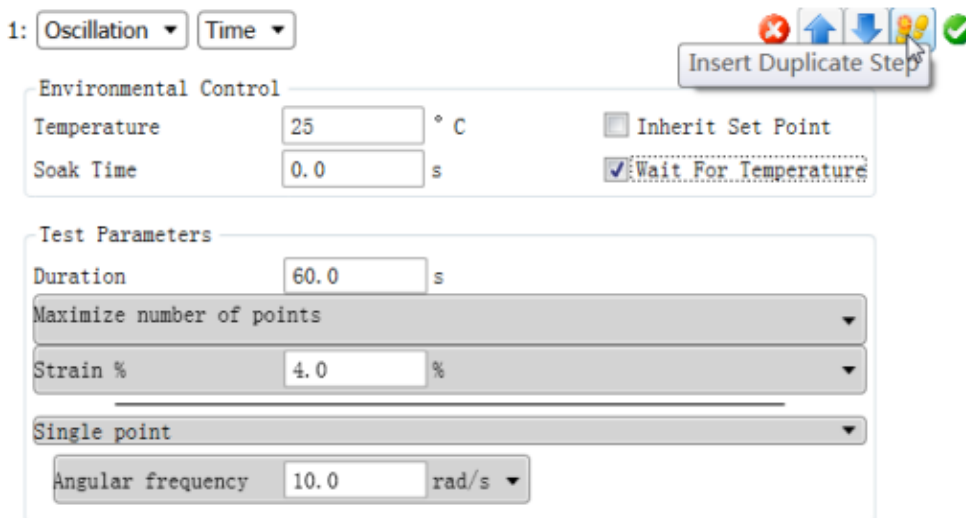 1: Oscillation Time
Insert Duplicate Step
Environmental Control
Temperature 25 ° C Inherit Set Point
Soak Time 0.0 s Wait For Temperature
Test Parameters
Duration 60.0 s
Maximize number of points
Strain % 4.0 %
Single point
Angular frequency 10.0 rad/s